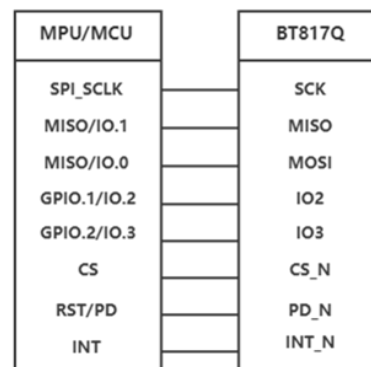 MPU/MCU BT817Q
SPI_SCLK SCK
MISO/IO.1 MISO
MISO/IO.0 MOSI
GPIO.1/IO.2 IO2
GPIO.2/IO.3 IO3
CS CS_N
RST/PD PD_N
INT INT_N